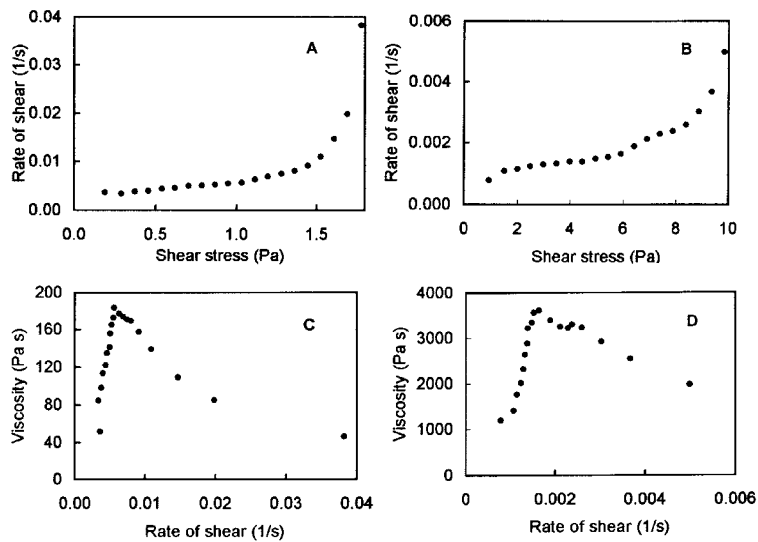 A
Rate of shear (1/s)
0.04
0.03
0.02
0.01
0.00
0.0 0.5 1.0 1.5
Shear stress (Pa)
B
Rate of shear (1/s)
0.006
0.004
0.002
0.000
0 2 4 6 8 10
Shear stress (Pa)
C
Viscosity (Pa s)
200
160
120
80
40
0
0.00 0.01 0.02 0.03 0.04
Rate of shear (1/s)
D
Viscosity (Pa s)
4000
3000
2000
1000
0
0 0.002 0.004 0.006
Rate of shear (1/s)